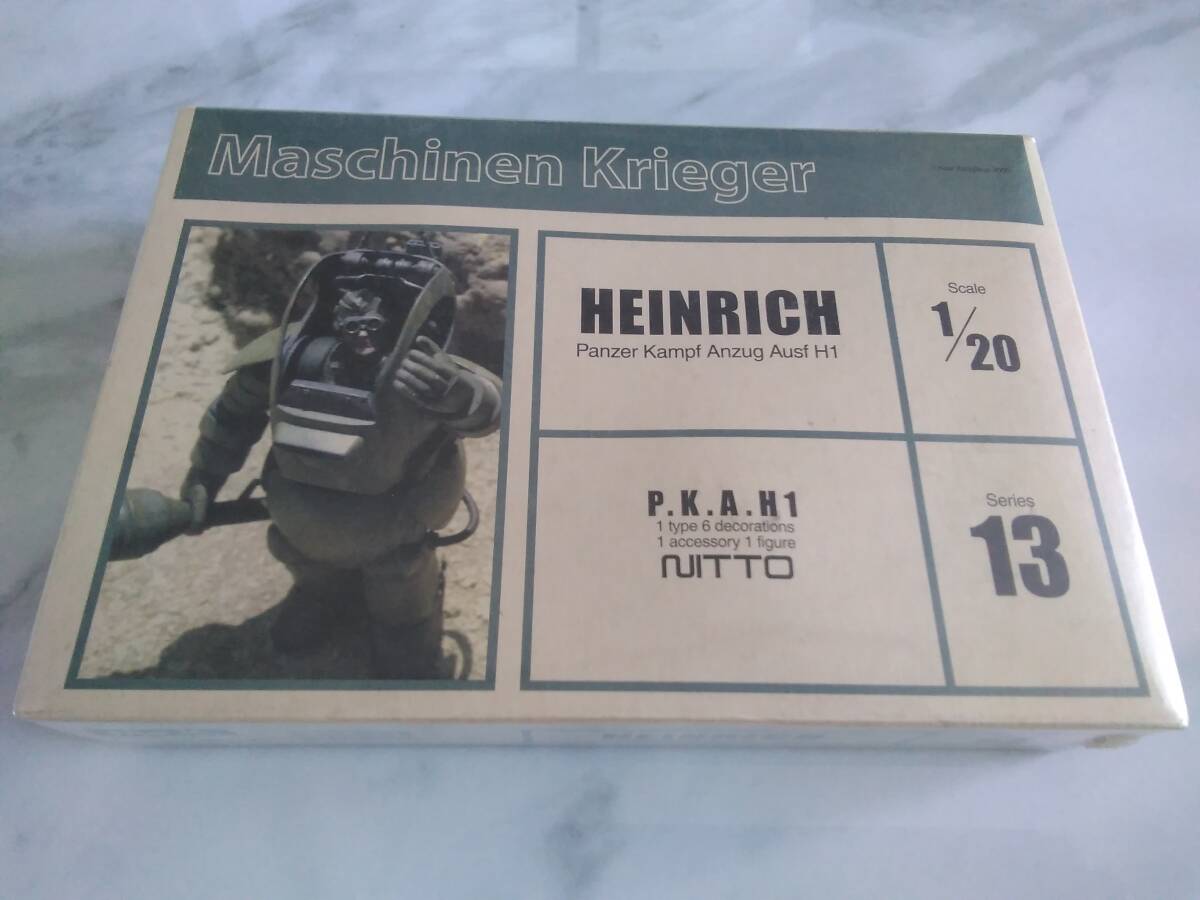 Maschinen Krieger
HEINRICH
Panzer Kampf Anzug Ausf H1
Scale
1/20
P.K.A.H1
1 type 6 decorations
1 accessory 1 figure
NITTO
Series
13